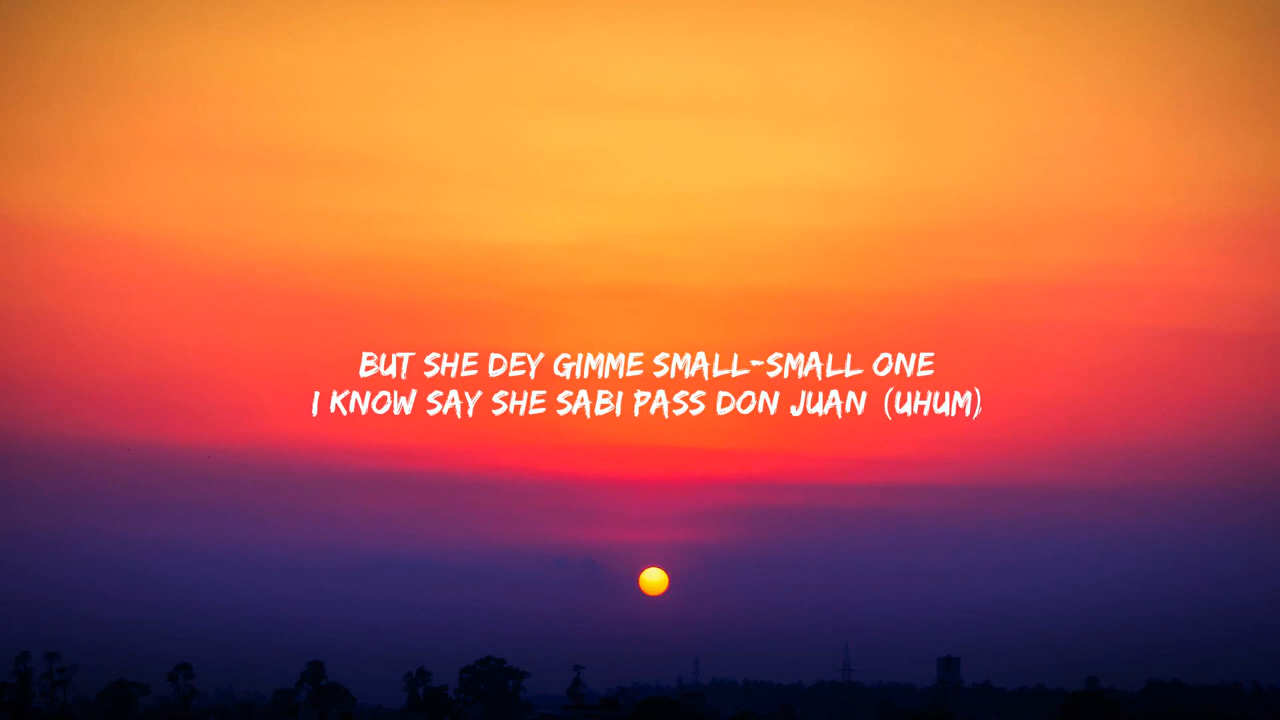 BUT SHE DEY GIMME SMALL-SMALL ONE
I KNOW SAY SHE SABI PASS DON JUAN (UHUM)